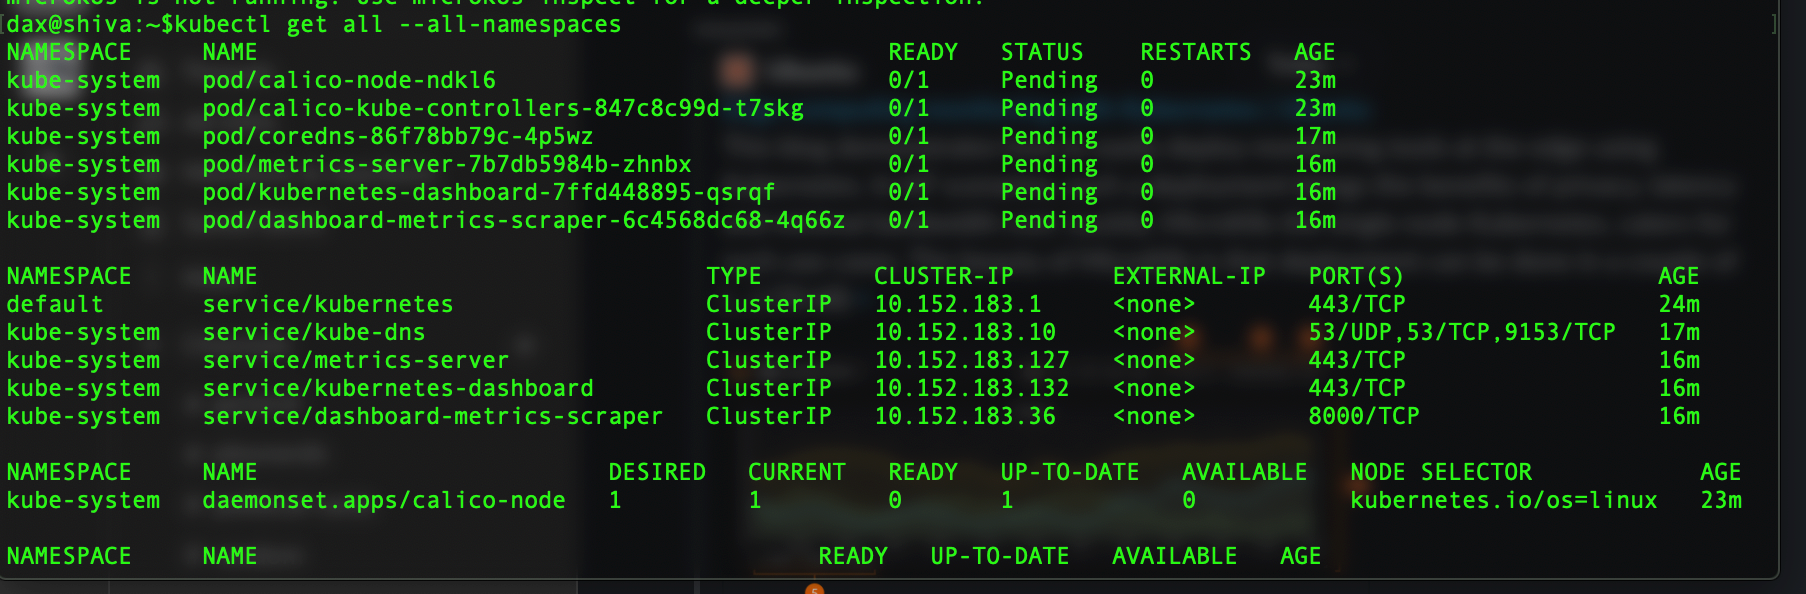 microk8s is not running. Use microk8s inspect for a deeper inspection.
[dax@shiva:~$kubectl get all --all-namespaces ]
NAMESPACE NAME READY STATUS RESTARTS AGE
kube-system pod/calico-node-ndkl6 0/1 Pending 0 23m
kube-system pod/calico-kube-controllers-847c8c99d-t7skg 0/1 Pending 0 23m
kube-system pod/coredns-86f78bb79c-4p5wz 0/1 Pending 0 17m
kube-system pod/metrics-server-7b7db5984b-zhnbx 0/1 Pending 0 16m
kube-system pod/kubernetes-dashboard-7ffd448895-qsrqf 0/1 Pending 0 16m
kube-system pod/dashboard-metrics-scraper-6c4568dc68-4q66z 0/1 Pending 0 16m
NAMESPACE NAME TYPE CLUSTER-IP EXTERNAL-IP PORT(S) AGE
default service/kubernetes ClusterIP 10.152.183.1 <none> 443/TCP 24m
kube-system service/kube-dns ClusterIP 10.152.183.10 <none> 53/UDP,53/TCP,9153/TCP 17m
kube-system service/metrics-server ClusterIP 10.152.183.127 <none> 443/TCP 16m
kube-system service/kubernetes-dashboard ClusterIP 10.152.183.132 <none> 443/TCP 16m
kube-system service/dashboard-metrics-scraper ClusterIP 10.152.183.36 <none> 8000/TCP 16m
NAMESPACE NAME DESIRED CURRENT READY UP-TO-DATE AVAILABLE NODE SELECTOR AGE
kube-system daemonset.apps/calico-node 1 1 0 1 0 kubernetes.io/os=linux 23m
NAMESPACE NAME READY UP-TO-DATE AVAILABLE AGE